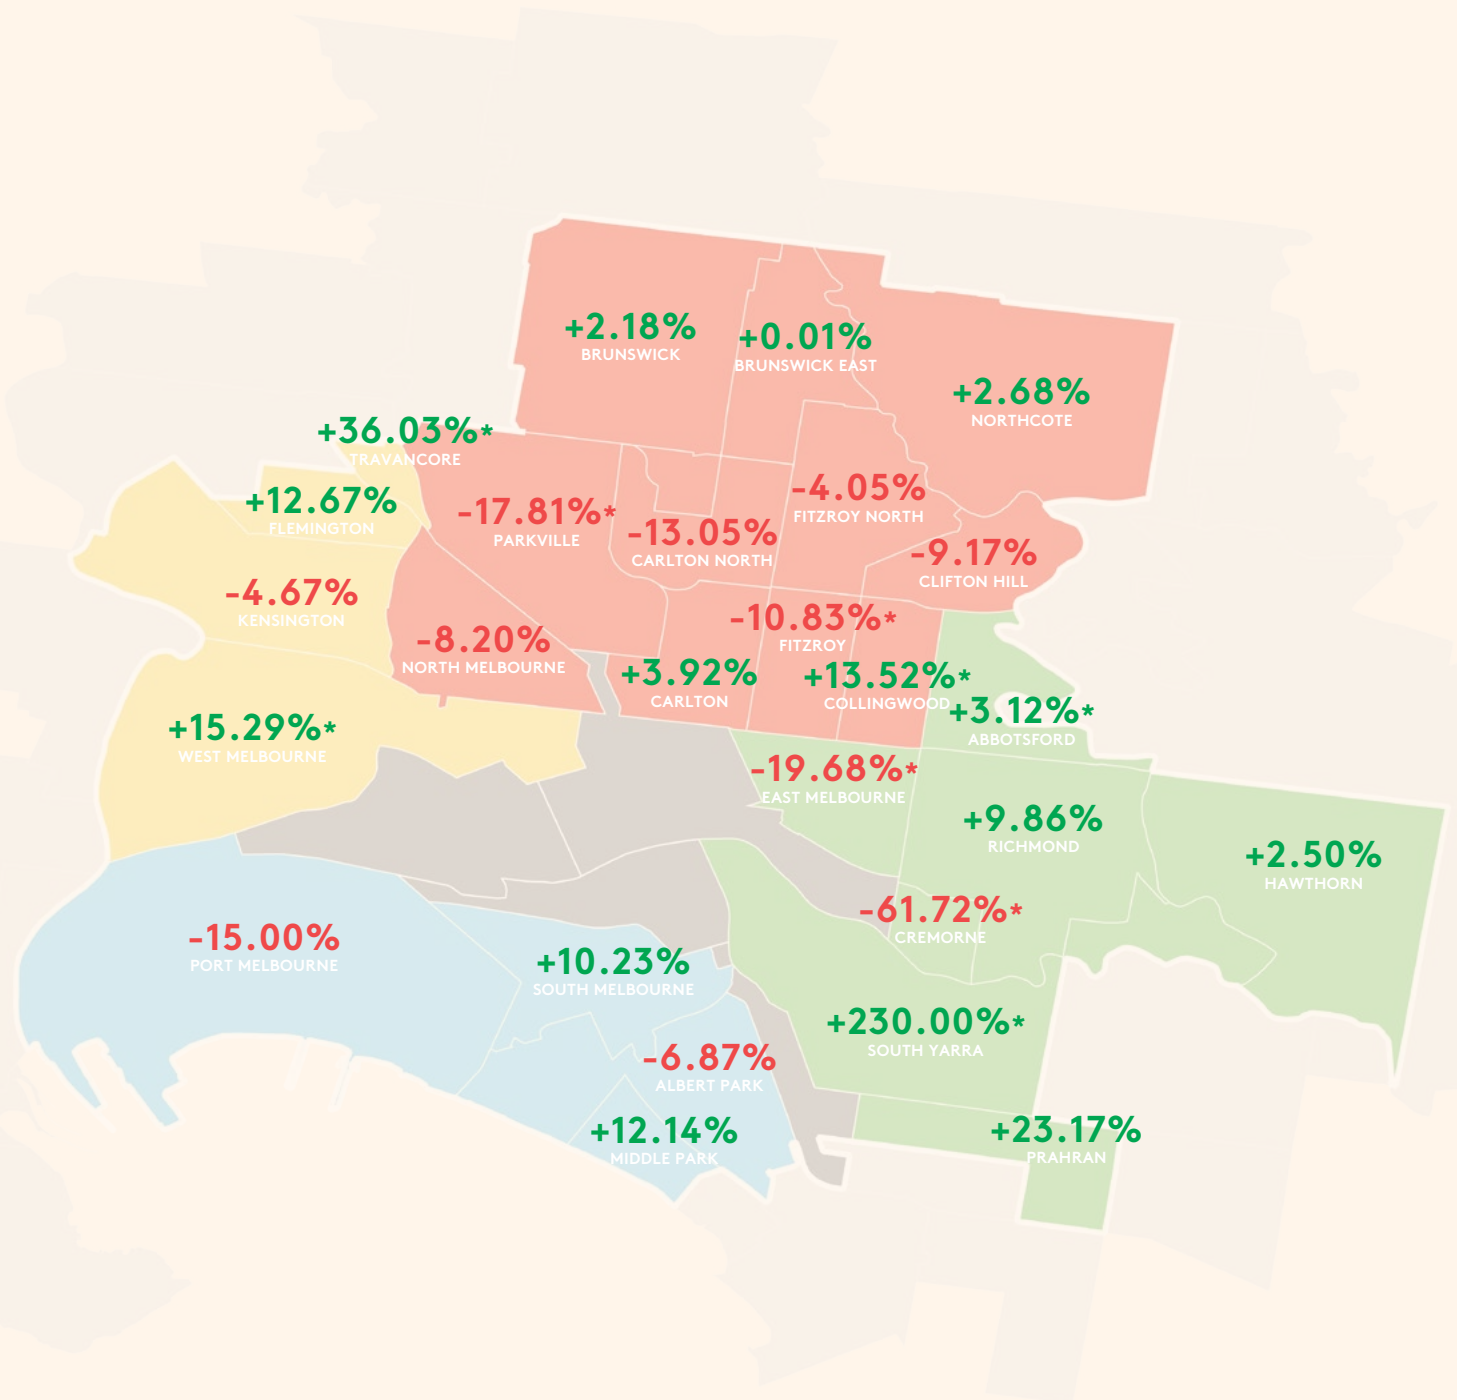 +2.18%
BRUNSWICK
+0.01%
BRUNSWICK EAST
+2.68%
NORTHCOTE
+36.03%*
TRAVANCORE
+12.67%
FLEMINGTON
-17.81%*
PARKVILLE
-13.05%
CARLTON NORTH
-4.05%
FITZROY NORTH
-9.17%
CLIFTON HILL
-4.67%
KENSINGTON
-8.20%
NORTH MELBOURNE
-10.83%*
FITZROY
+3.92%
CARLTON
+13.52%*
COLLINGWOOD
+3.12%*
ABBOTSFORD
+15.29%*
WEST MELBOURNE
-19.68%*
EAST MELBOURNE
+9.86%
RICHMOND
+2.50%
HAWTHORN
-61.72%*
CREMORNE
-15.00%
PORT MELBOURNE
+10.23%
SOUTH MELBOURNE
+230.00%*
SOUTH YARRA
-6.87%
ALBERT PARK
+12.14%
MIDDLE PARK
+23.17%
PRAHRAN